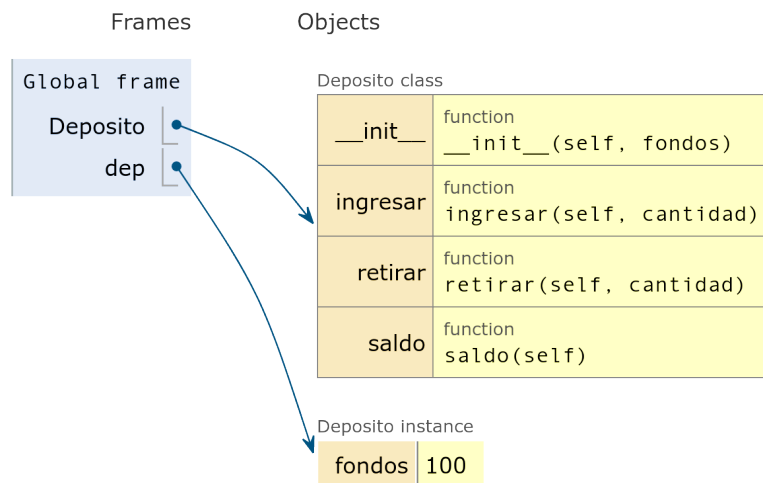 Frames Objects
Global frame
Deposito
dep
Deposito class
__init__ function
__init__(self, fondos)
ingresar function
ingresar(self, cantidad)
retirar function
retirar(self, cantidad)
saldo function
saldo(self)
Deposito instance
fondos 100